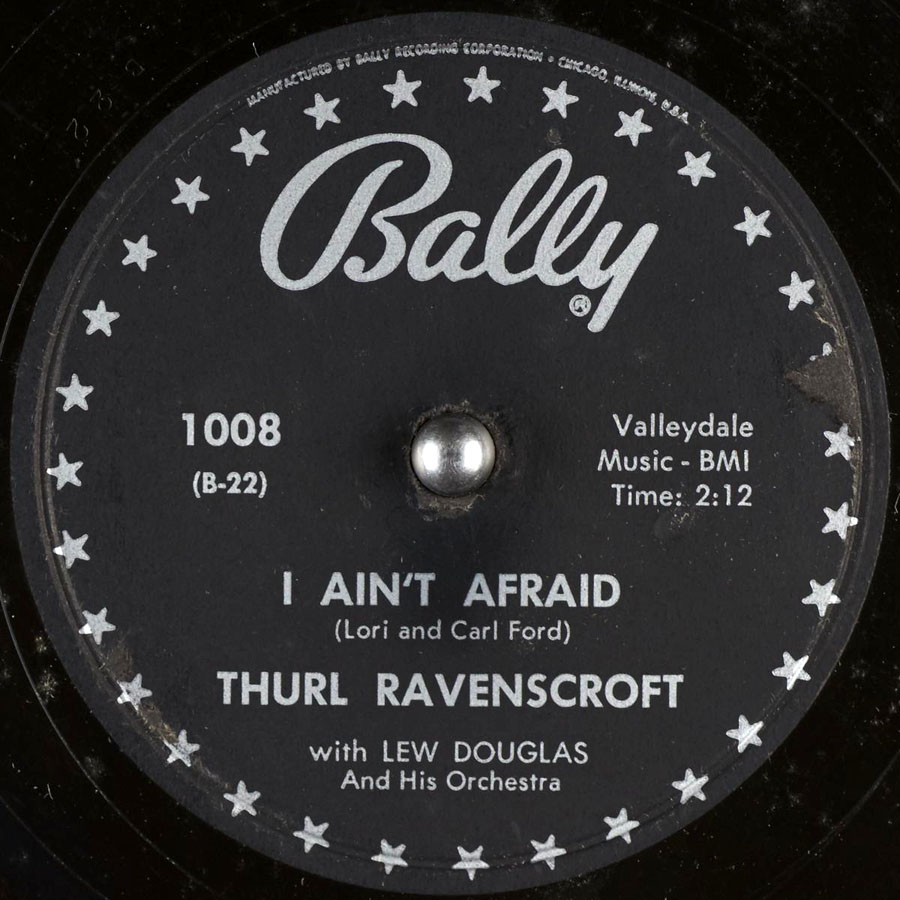 MANUFACTURED BY BALLY RECORDING CORPORATION • CHICAGO, ILLINOIS, U.S.A.
Bally
®
1008
(B-22)
Valleydale
Music - BMI
Time: 2:12
I AIN'T AFRAID
(Lori and Carl Ford)
THURL RAVENSCROFT
with LEW DOUGLAS
And His Orchestra